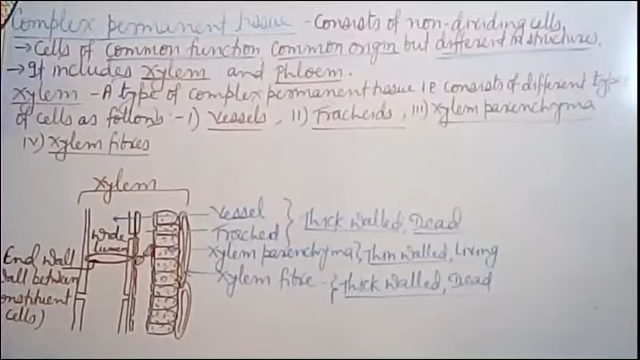 Complex permanent tissue - Consists of non-dividing cells,
→ Cells of common function common origin but different in structures.
→ It includes Xylem and Phloem.
Xylem - A type of complex permanent tissue i.e consists of different type
of cells as follows :- i) Vessels, ii) Tracheids, iii) Xylem parenchyma
iv) Xylem fibres
Xylem
Vessel
Tracheid } thick walled, Dead
Wide lumen
Xylem parenchyma } Thin walled, Living
End wall
wall between
constituent
cells)
Xylem fibre - } thick walled, Dead